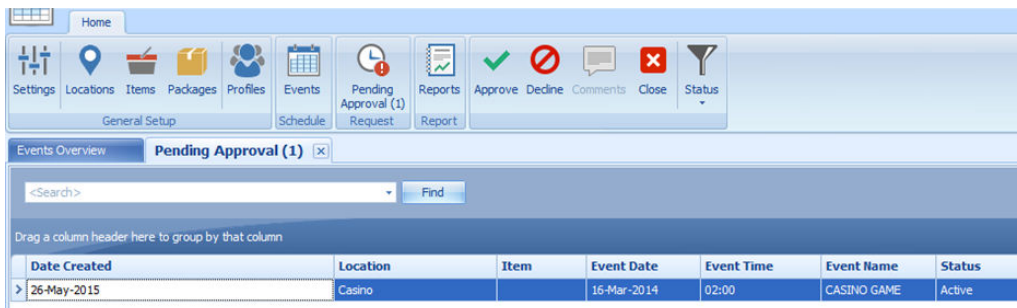 Home
Settings Locations Items Packages Profiles Events Pending Approval (1) Reports Approve Decline Comments Close Status
General Setup Schedule Request Report
Events Overview Pending Approval (1)
<Search> Find
Drag a column header here to group by that column
Date Created Location Item Event Date Event Time Event Name Status
26-May-2015 Casino 16-Mar-2014 02:00 CASINO GAME Active